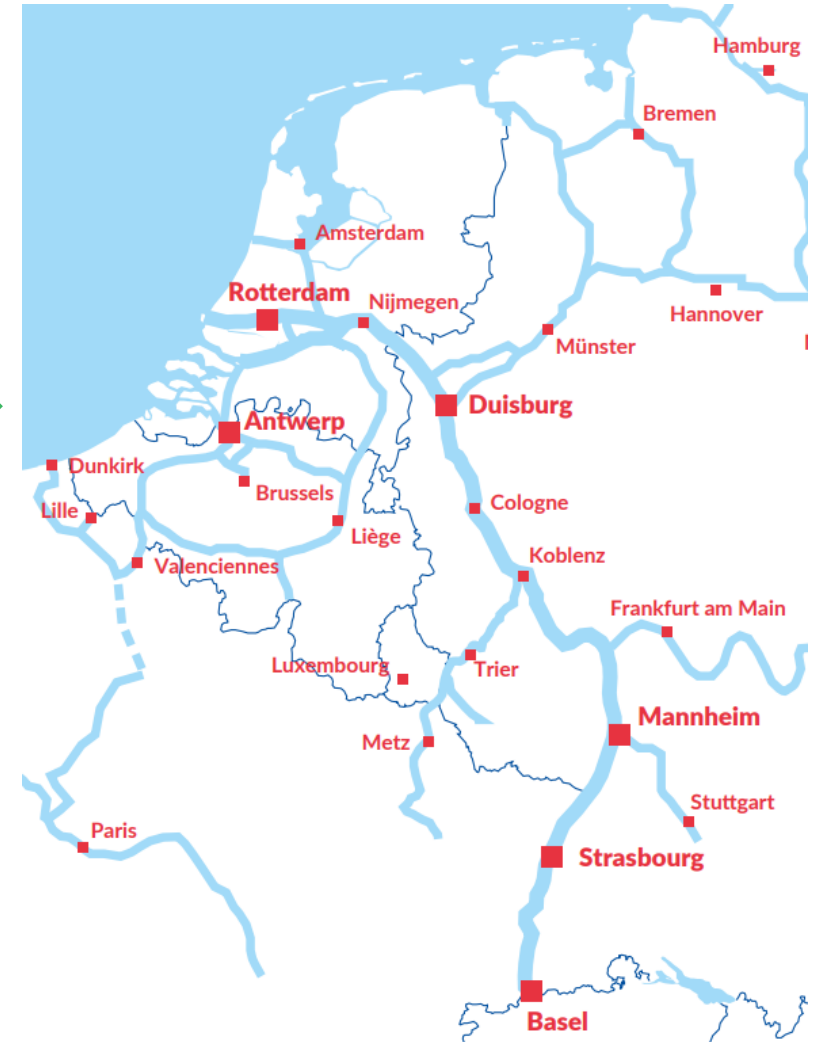 Hamburg
Bremen
Amsterdam
Rotterdam
Nijmegen
Hannover
Münster
Duisburg
Antwerp
Dunkirk
Brussels
Cologne
Lille
Liège
Koblenz
Valenciennes
Frankfurt am Main
Luxembourg
Trier
Mannheim
Metz
Stuttgart
Paris
Strasbourg
Basel